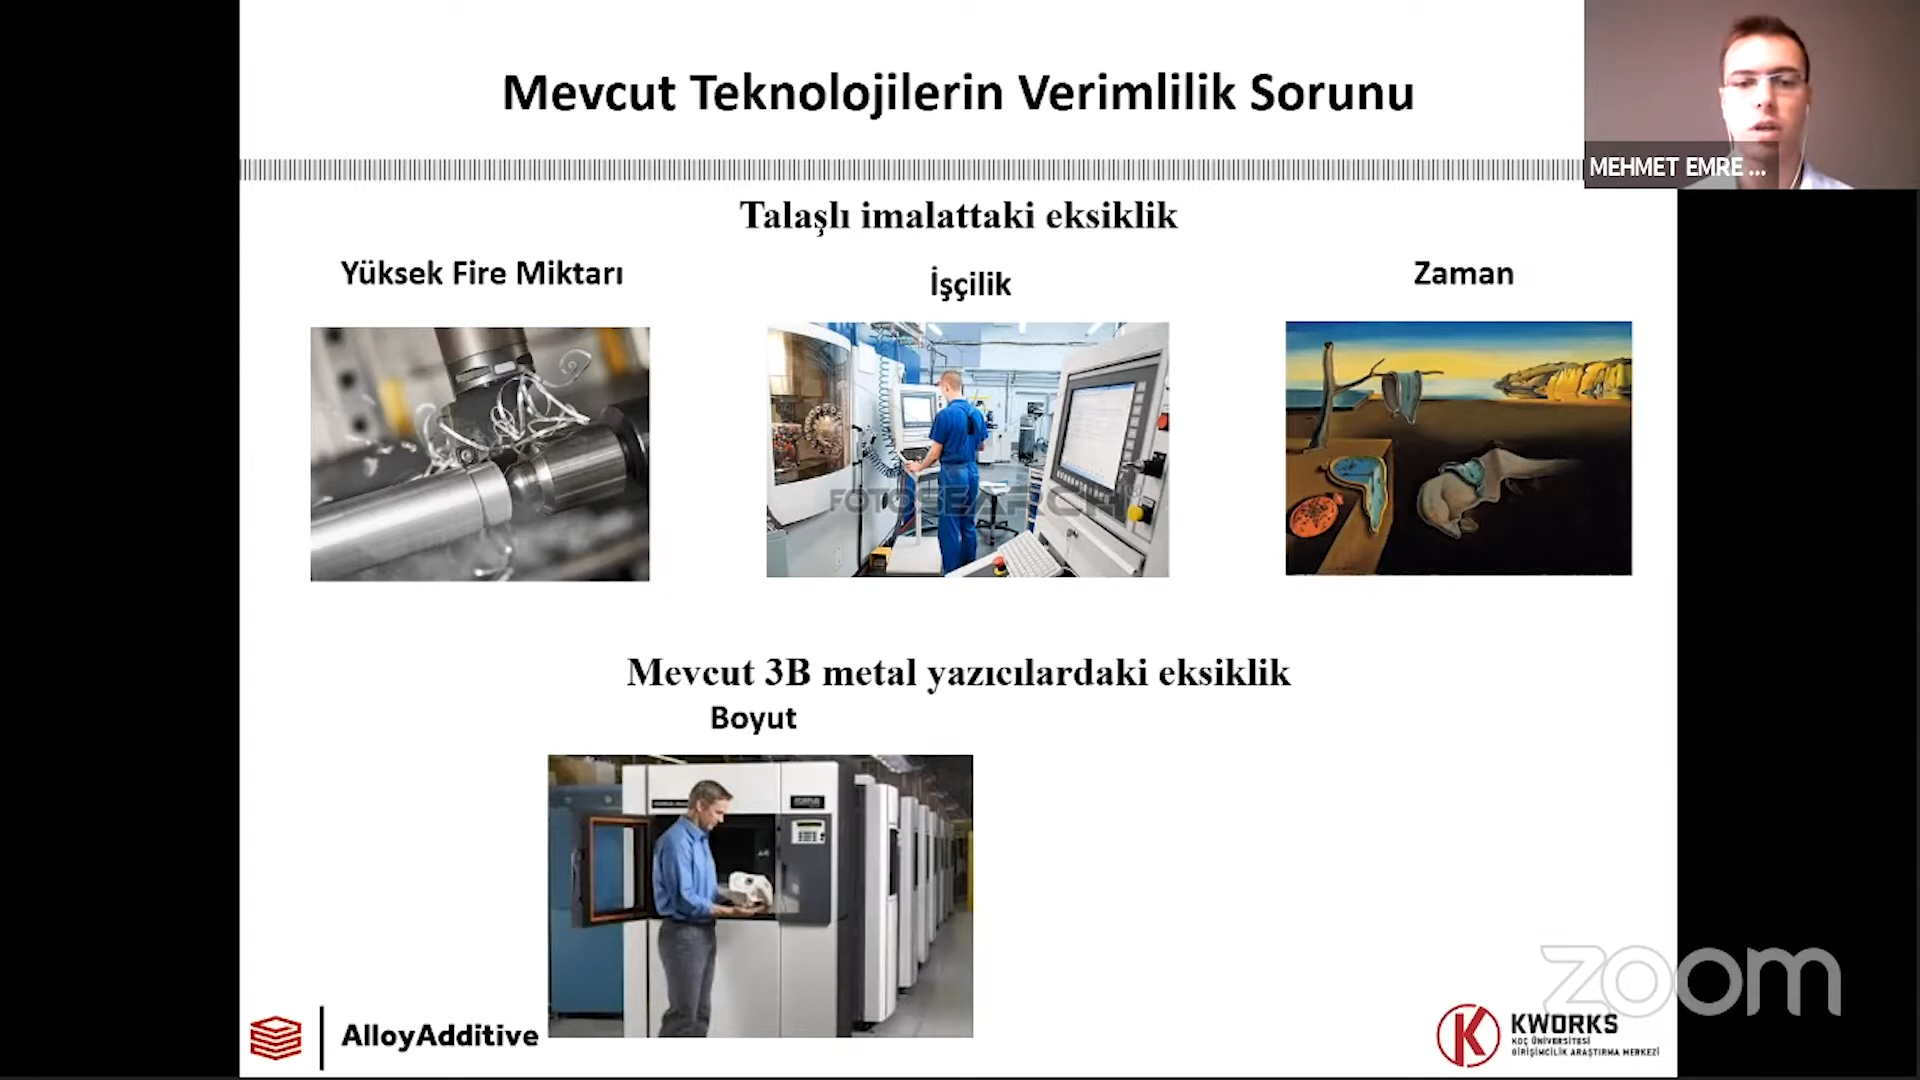 Mevcut Teknolojilerin Verimlilik Sorunu
MEHMET EMRE ...
Talaşlı imalattaki eksiklik
Yüksek Fire Miktarı
İşçilik
Zaman
FOTOSEARCH
Mevcut 3B metal yazıcılardaki eksiklik
Boyut
AlloyAdditive
zoom
KWORKS
KOÇ ÜNİVERSİTESİ
GİRİŞİMCİLİK ARAŞTIRMA MERKEZİ